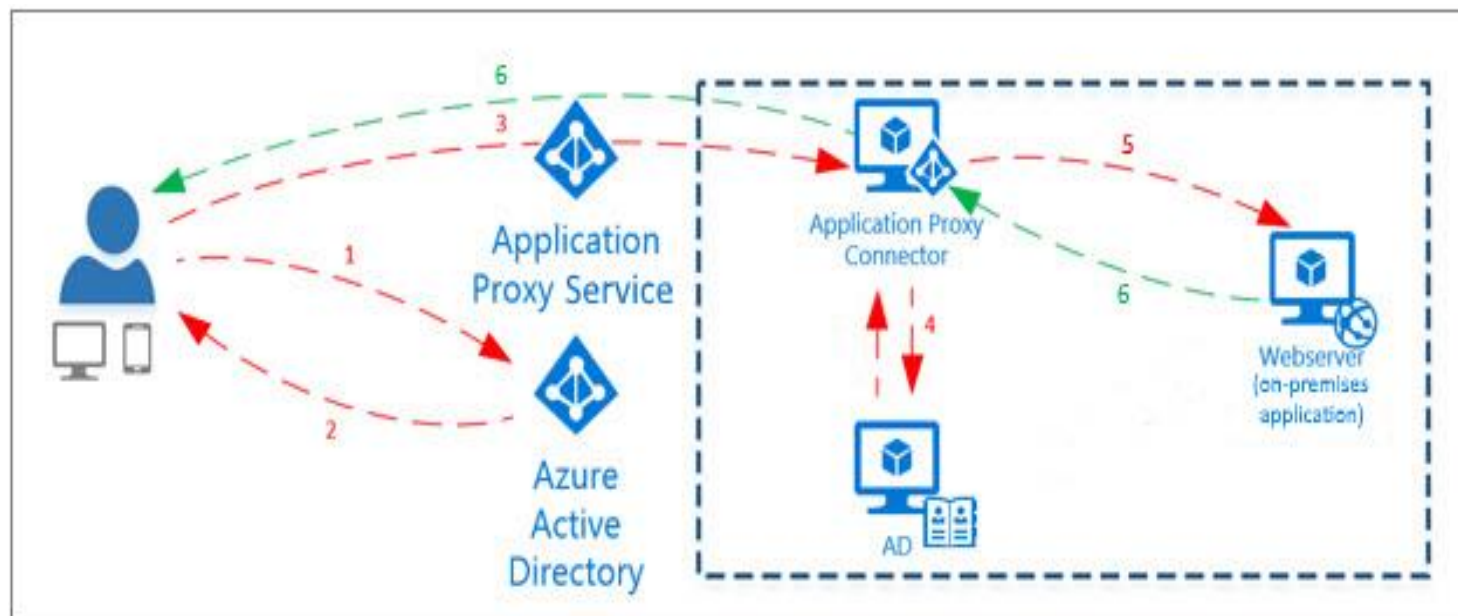 6
3
5
Application
Proxy Service
Application Proxy
Connector
1
6
4
Webserver
(on-premises
application)
2
Azure
Active
Directory
AD